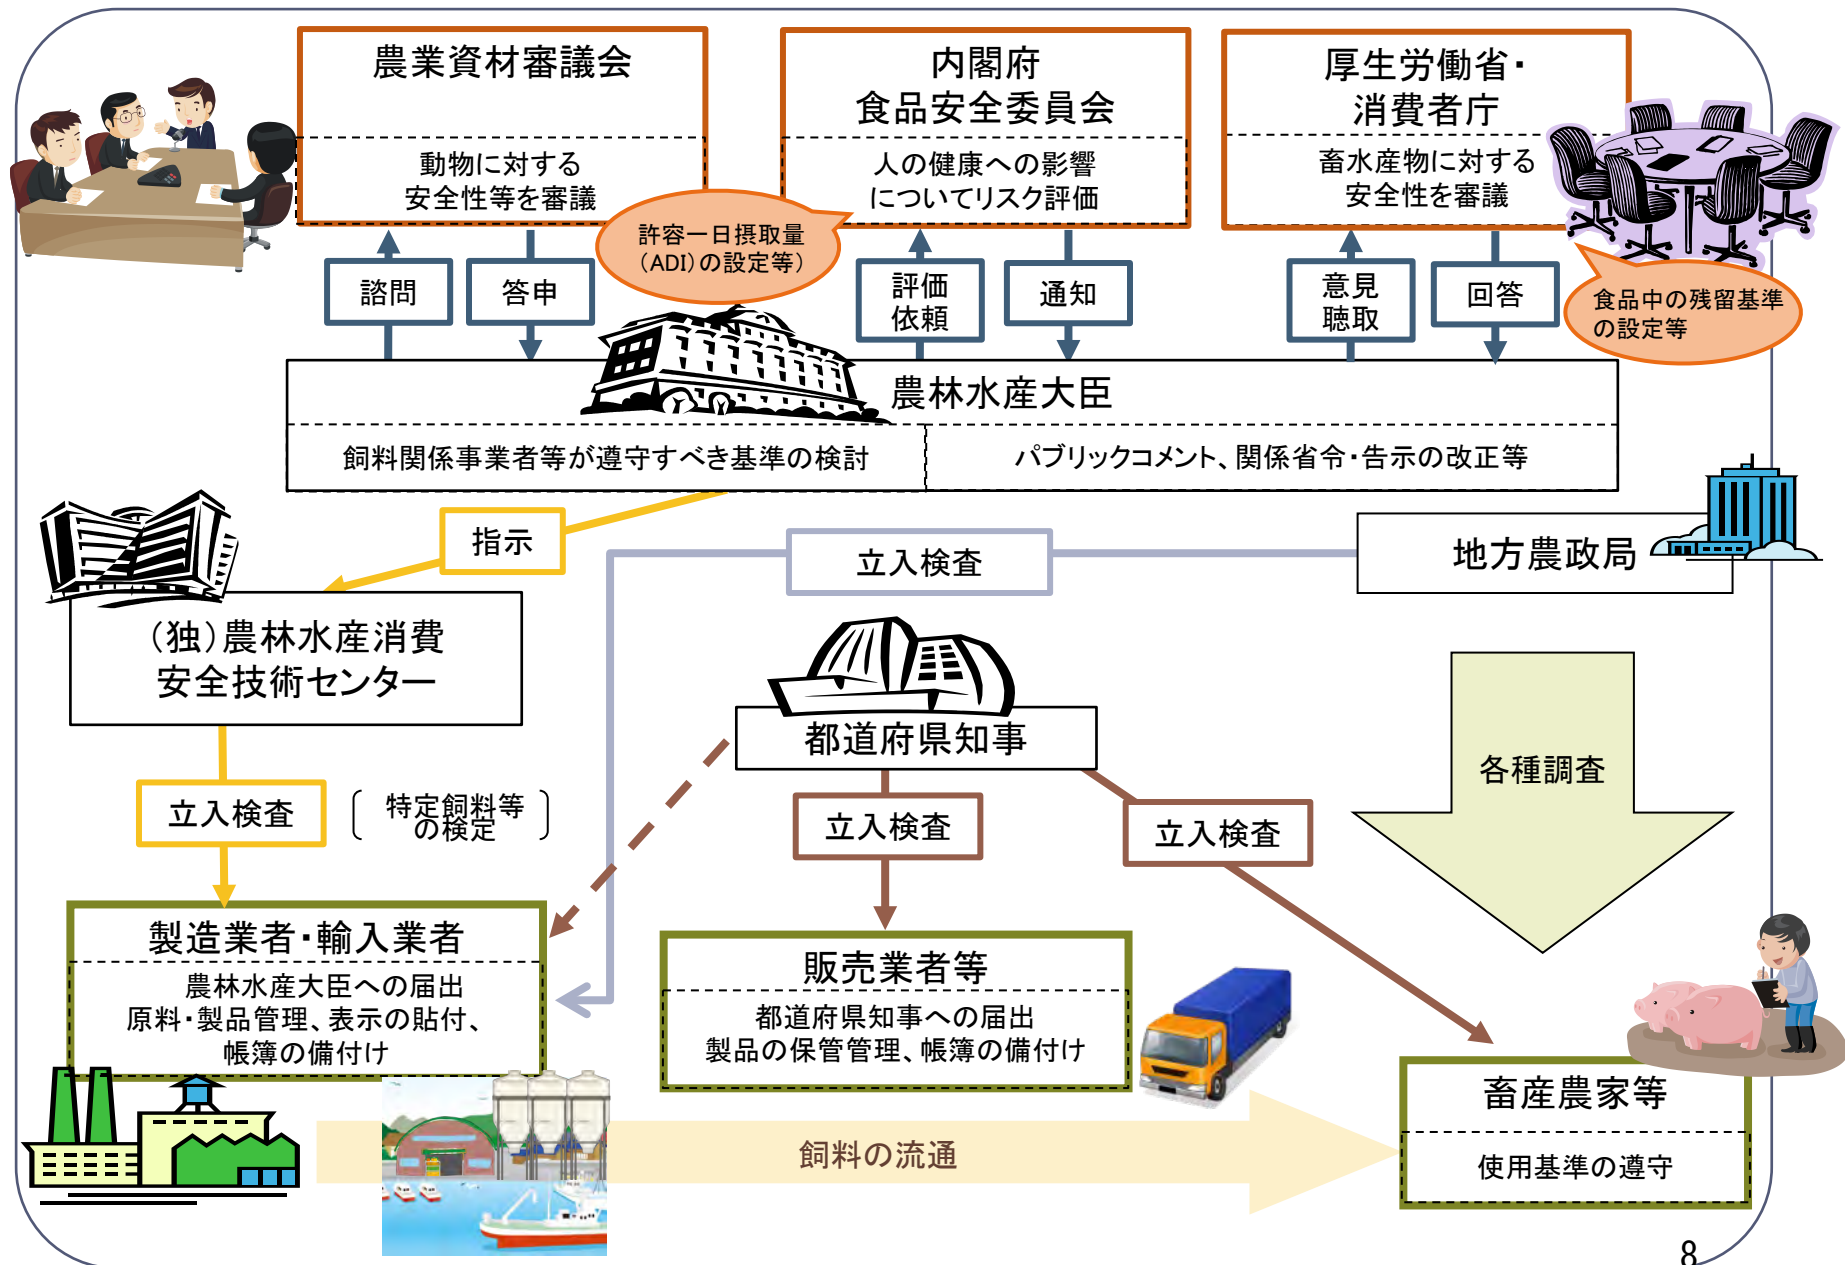 農業資材審議会
動物に対する
安全性等を審議
内閣府
食品安全委員会
人の健康への影響
についてリスク評価
厚生労働省・
消費者庁
畜水産物に対する
安全性を審議
許容一日摂取量
（ADI）の設定等）
食品中の残留基準
の設定等
諮問
答申
評価
依頼
通知
意見
聴取
回答
農林水産大臣
飼料関係事業者等が遵守すべき基準の検討
パブリックコメント、関係省令・告示の改正等
指示
立入検査
地方農政局
（独）農林水産消費
安全技術センター
都道府県知事
各種調査
立入検査
特定飼料等
の検定
立入検査
立入検査
製造業者・輸入業者
農林水産大臣への届出
原料・製品管理、表示の貼付、
帳簿の備付け
販売業者等
都道府県知事への届出
製品の保管管理、帳簿の備付け
畜産農家等
使用基準の遵守
飼料の流通
8